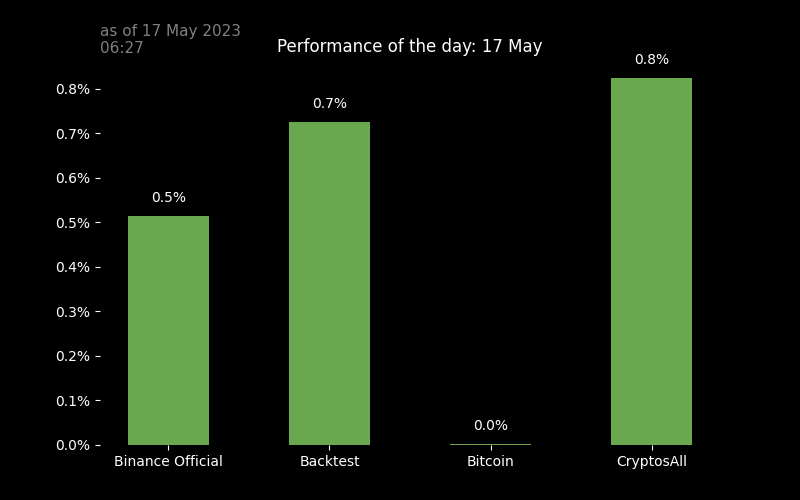 as of 17 May 2023
06:27
Performance of the day: 17 May
0.8%
0.8%
0.7%
0.7%
0.6%
0.5%
0.5%
0.4%
0.3%
0.2%
0.0%
0.1%
0.0%
Binance Official
Backtest
Bitcoin
CryptosAll